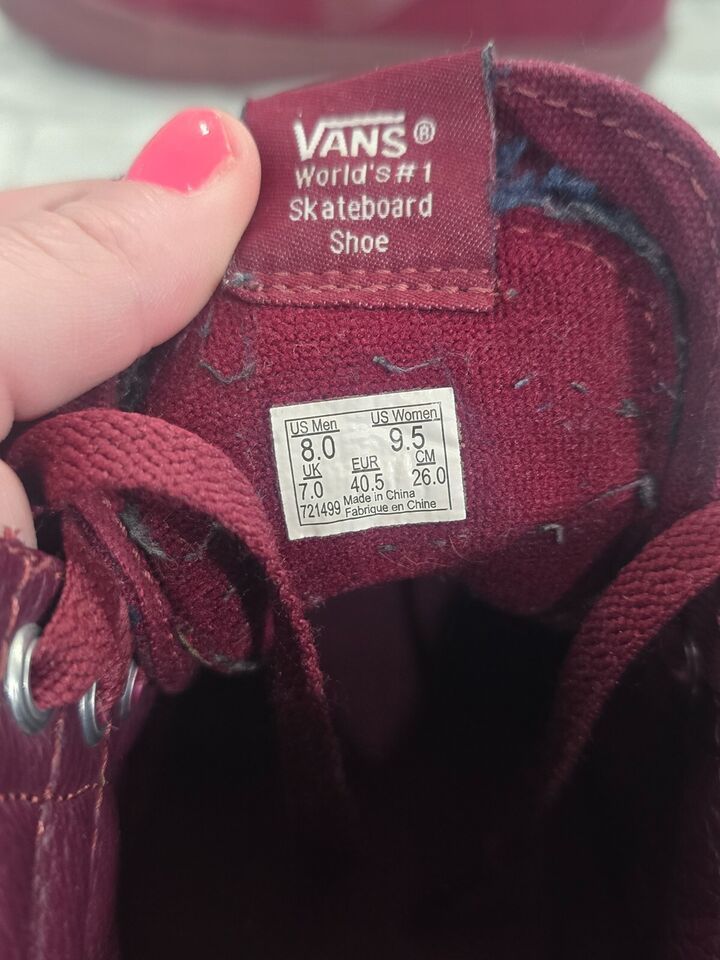 VANS®
World's #1
Skateboard
Shoe
US Men US Women
8.0 9.5
UK EUR CM
7.0 40.5 26.0
721499 Made in China
Fabriqué en Chine